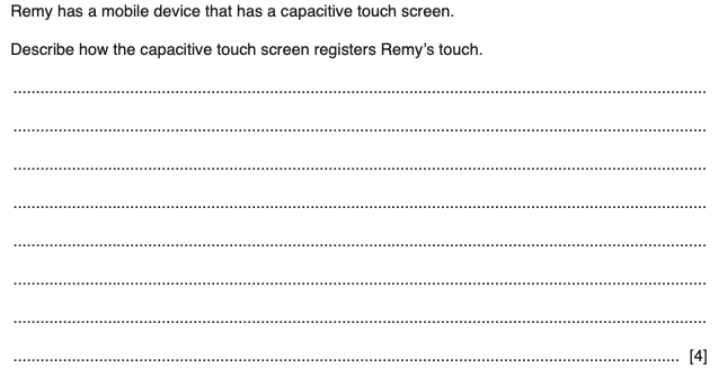 Remy has a mobile device that has a capacitive touch screen.
Describe how the capacitive touch screen registers Remy’s touch.
[4]